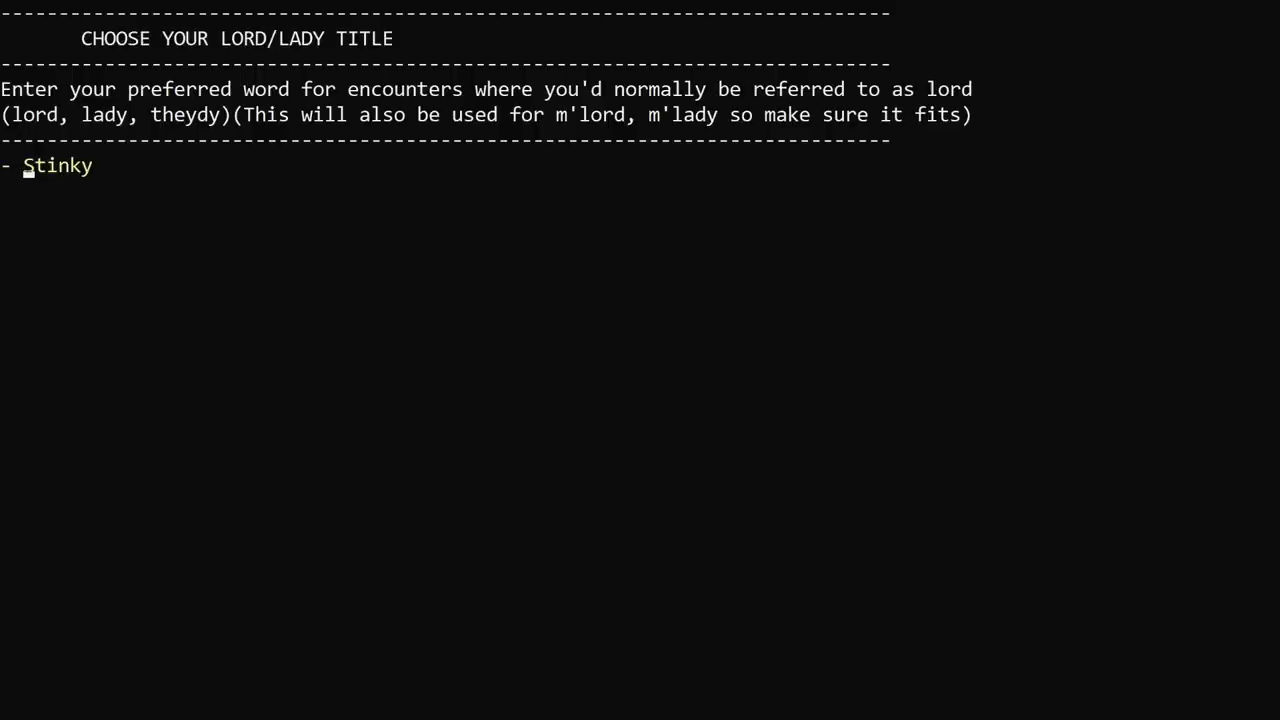 -----------------------------------------------------------------------------
CHOOSE YOUR LORD/LADY TITLE
-----------------------------------------------------------------------------
Enter your preferred word for encounters where you'd normally be referred to as lord
(lord, lady, theydy)(This will also be used for m'lord, m'lady so make sure it fits)
-----------------------------------------------------------------------------
- Stinky